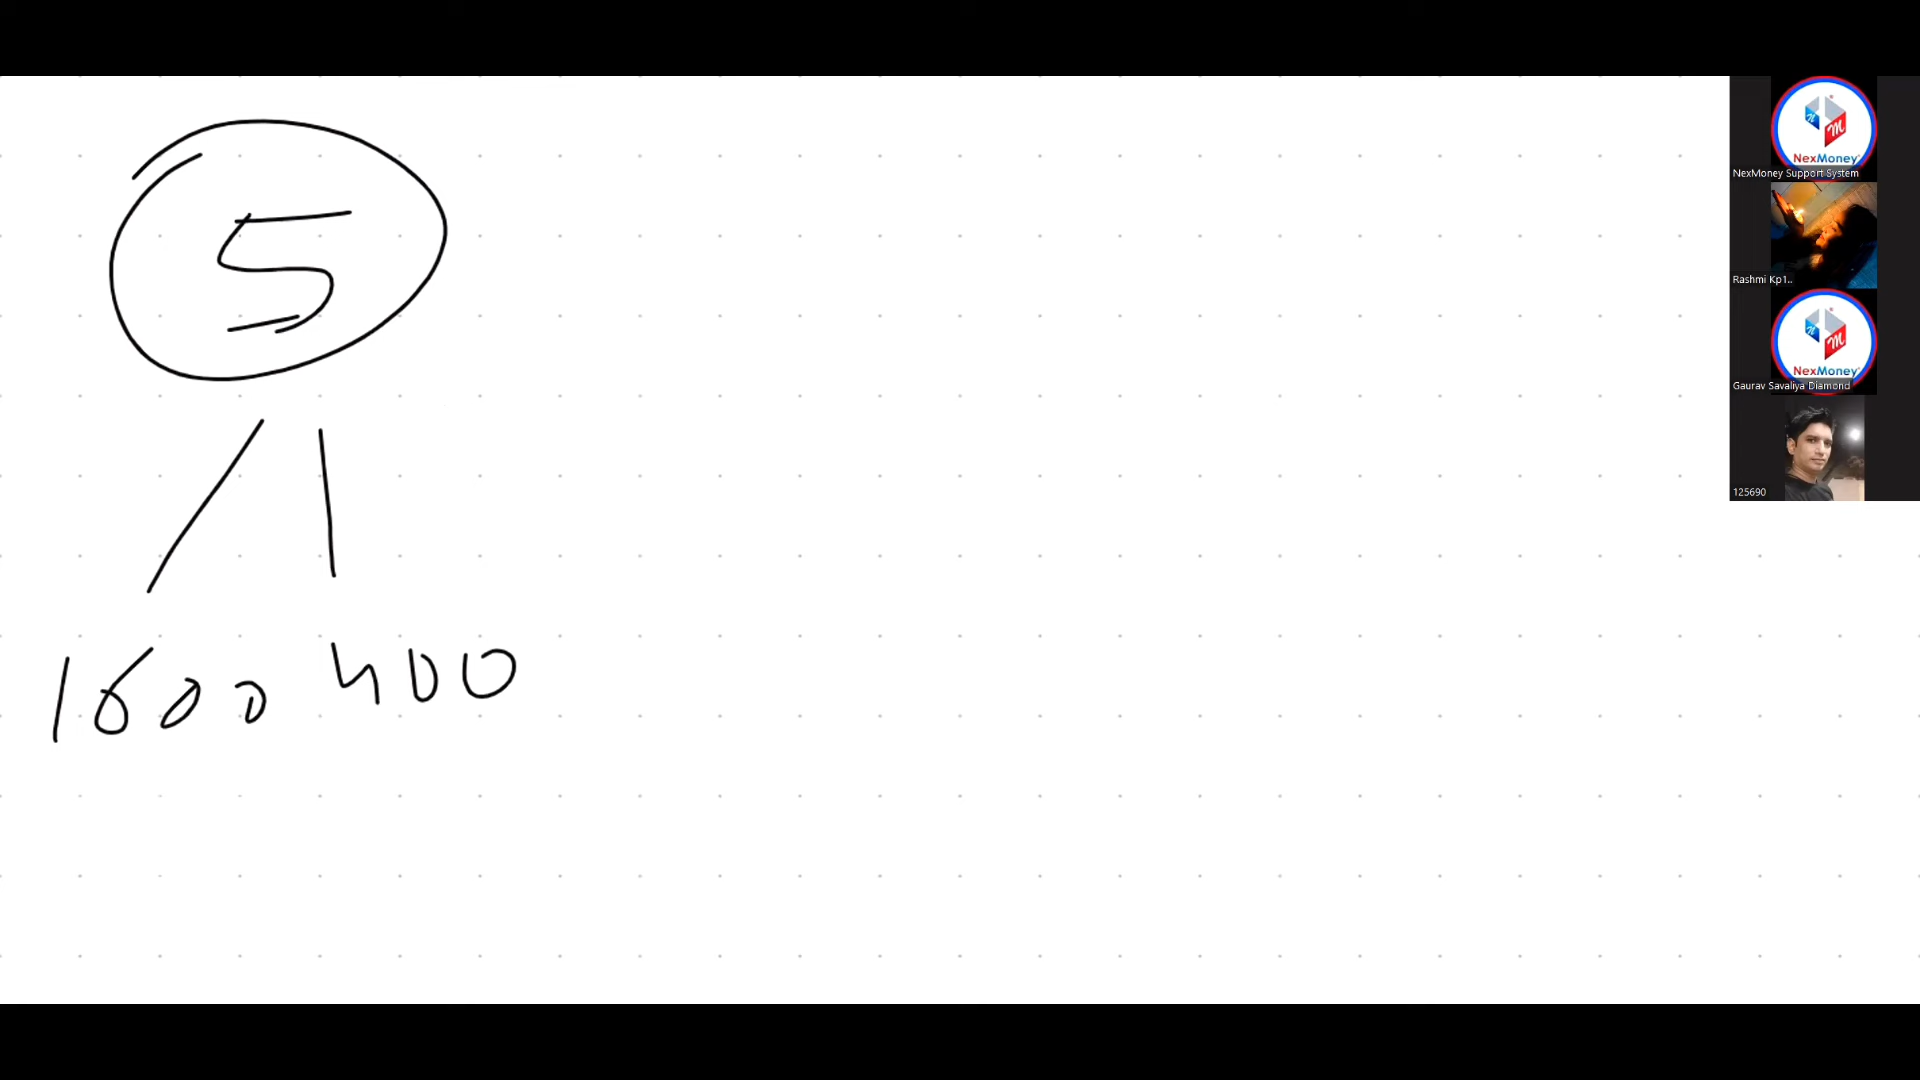 5
1600 400
NexMoney
NexMoney Support System
Rashmi Kp1..
NexMoney
Gaurav Savaliya Diamond
125690